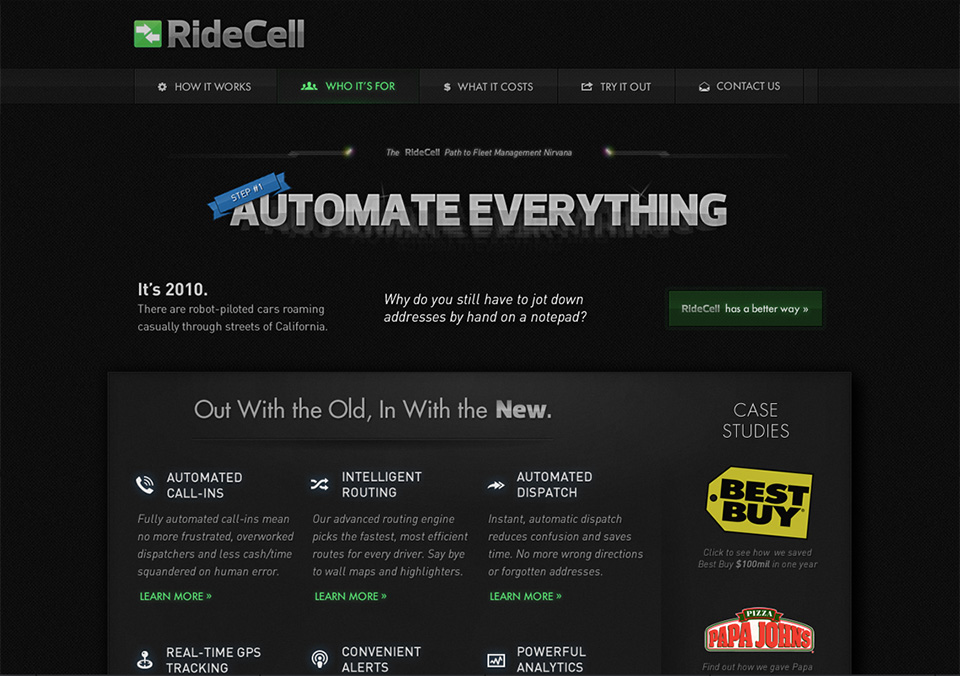 RideCell
HOW IT WORKS
WHO IT'S FOR
$ WHAT IT COSTS
TRY IT OUT
CONTACT US
The RideCell Path to Fleet Management Nirvana
STEP #1
AUTOMATE EVERYTHING
It's 2010.
There are robot-piloted cars roaming
casually through streets of California.
Why do you still have to jot down
addresses by hand on a notepad?
RideCell has a better way »
Out With the Old, In With the New.
AUTOMATED
CALL-INS
Fully automated call-ins mean
no more frustrated, overworked
dispatchers and less cash/time
squandered on human error.
LEARN MORE »
INTELLIGENT
ROUTING
Our advanced routing engine
picks the fastest, most efficient
routes for every driver. Say bye
to wall maps and highlighters.
LEARN MORE »
AUTOMATED
DISPATCH
Instant, automatic dispatch
reduces confusion and saves
time. No more wrong directions
or forgotten addresses.
LEARN MORE »
REAL-TIME GPS
TRACKING
CONVENIENT
ALERTS
POWERFUL
ANALYTICS
CASE
STUDIES
BEST
BUY
Click to see how we saved
Best Buy $100mil in one year
PIZZA
PAPA JOHNS
Find out how we gave Papa